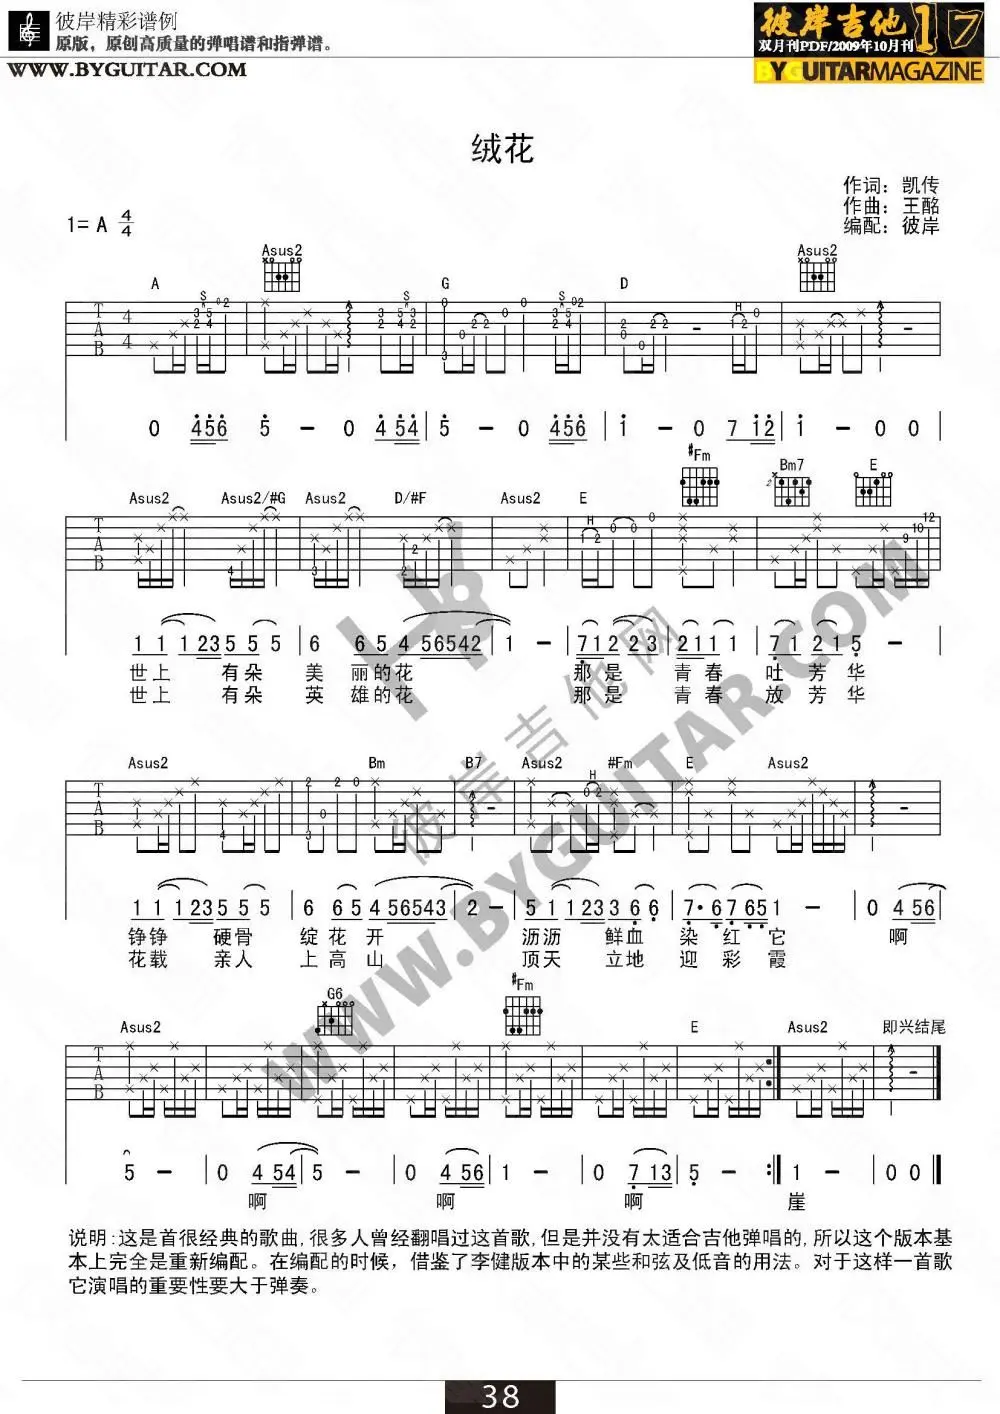 彼岸精彩谱例
原版，原创高质量的弹唱谱和指弹谱。
WWW.BYGUITAR.COM
彼岸吉他 17
双月刊PDF/2009年10月刊
BYGUITARMAGAZINE
绒花
作词：凯传
作曲：王酩
编配：彼岸
1= A 4/4
Asus2 Asus2
A G D
0 456 5 - 0 4 54 5 - 0 456 1 - 0 7 12 1 - 0 0
#Fm Bm7 E
Asus2 Asus2/#G Asus2 D/#F Asus2 E
1 1 1 23 5 5 5 6 6 5 4 56542 1 - 7 1 2 2 3 2 1 1 1 7 1 2 1 5
世上 有朵 美 丽的花 那是 青春 吐芳华
世上 有朵 英 雄的花 那是 青春 放芳华
Asus2 Bm B7 Asus2 #Fm E Asus2
1 1 1 23 5 5 5 6 6 5 4 56543 2 - 5 1 1 23 3 6 6 7· 6 7 65 1 - 0 4 56
铮铮 硬骨 绽花开 沥沥 鲜血 染红它 啊
花载 亲人 上高山 顶天 立地 迎彩霞
G6 #Fm
Asus2 E Asus2 即兴结尾
5 - 0 4 54 5 - 0 4 56 1 - 0 7 13 5 - 1 - 0 0
啊 啊 啊 崖
说明:这是首很经典的歌曲,很多人曾经翻唱过这首歌,但是并没有太适合吉他弹唱的,所以这个版本基
本上完全是重新编配。在编配的时候，借鉴了李健版本中的某些和弦及低音的用法。对于这样一首歌
它演唱的重要性要大于弹奏。
彼岸吉他网
WWW.BYGUITAR.COM
38